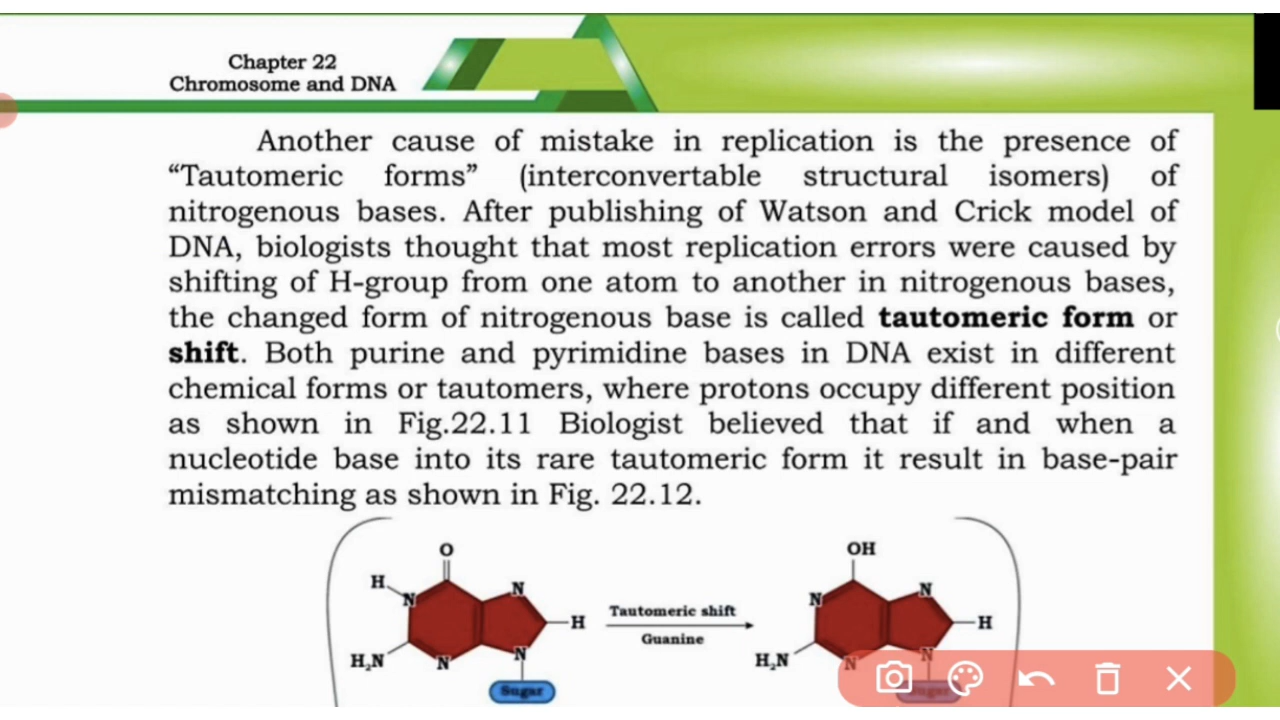 Chapter 22
Chromosome and DNA
Another cause of mistake in replication is the presence of
“Tautomeric forms” (interconvertable structural isomers) of
nitrogenous bases. After publishing of Watson and Crick model of
DNA, biologists thought that most replication errors were caused by
shifting of H-group from one atom to another in nitrogenous bases,
the changed form of nitrogenous base is called tautomeric form or
shift. Both purine and pyrimidine bases in DNA exist in different
chemical forms or tautomers, where protons occupy different position
as shown in Fig.22.11 Biologist believed that if and when a
nucleotide base into its rare tautomeric form it result in base-pair
mismatching as shown in Fig. 22.12.
O
H
N
N
H
H₂N
N
N
Sugar
Tautomeric shift
Guanine
OH
N
N
H
H₂N
N
N
Sugar